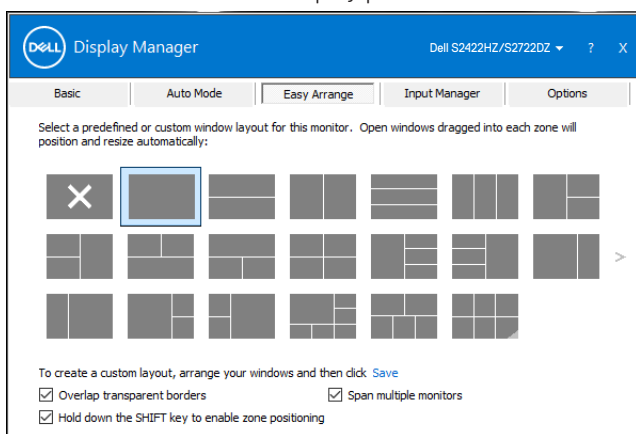 DELL Display Manager
Dell S2422HZ/S2722DZ ? X
Basic Auto Mode Easy Arrange Input Manager Options
Select a predefined or custom window layout for this monitor. Open windows dragged into each zone will
position and resize automatically:
>
To create a custom layout, arrange your windows and then click Save
Overlap transparent borders Span multiple monitors
Hold down the SHIFT key to enable zone positioning